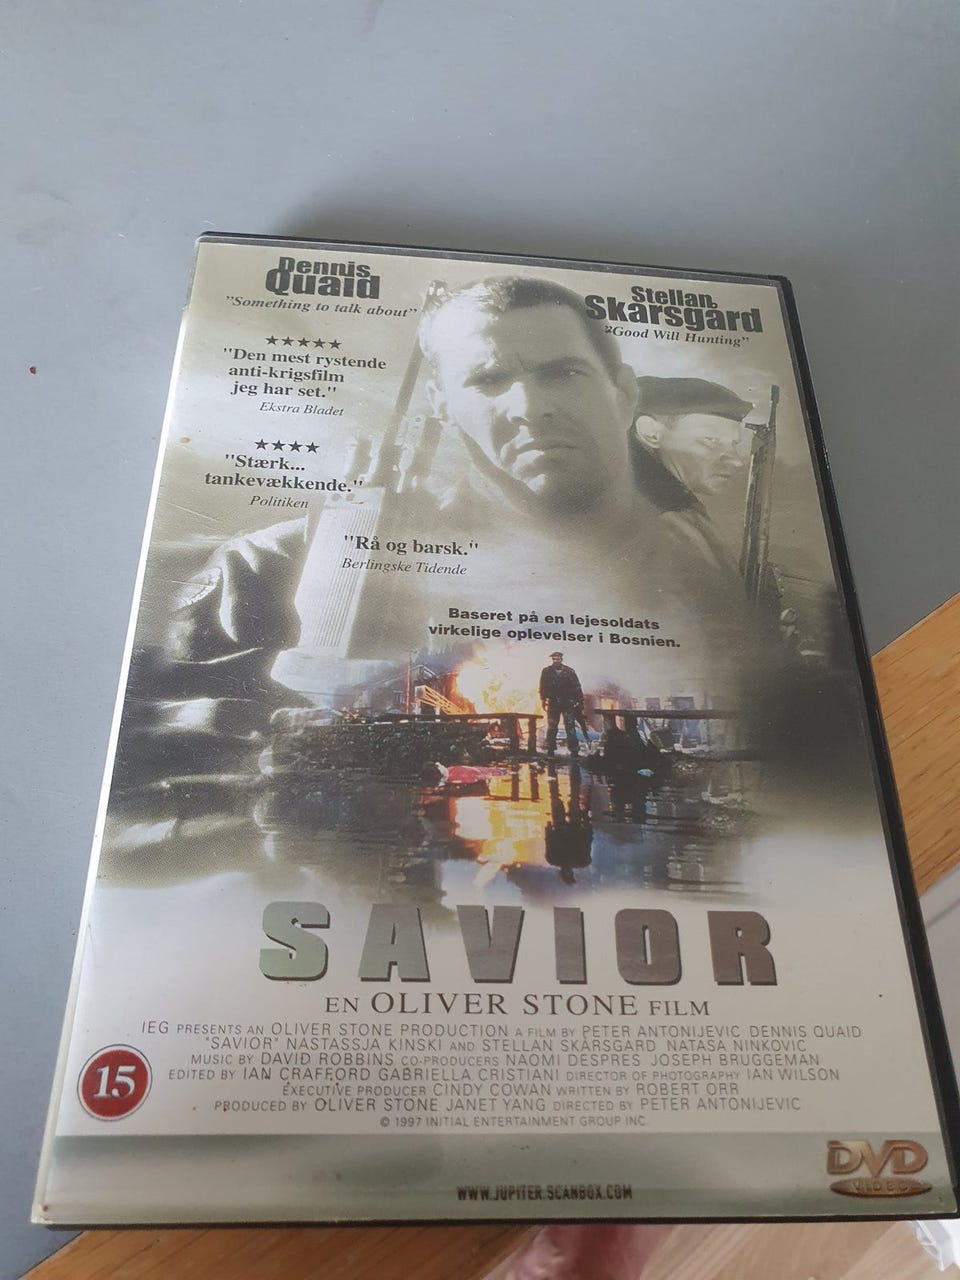 Dennis
Quaid
"Something to talk about"
Stellan
Skarsgård
"Good Will Hunting"
★★★★★
"Den mest rystende
anti-krigsfilm
jeg har set."
Ekstra Bladet
★★★★
"Stærk...
tankevækkende."
Politiken
"Rå og barsk."
Berlingske Tidende
Baseret på en lejesoldats
virkelige oplevelser i Bosnien.
SAVIOR
EN OLIVER STONE FILM
IEG PRESENTS AN OLIVER STONE PRODUCTION A FILM BY PETER ANTONIJEVIC DENNIS QUAID
"SAVIOR" NASTASSJA KINSKI AND STELLAN SKARSGARD NATASA NINKOVIC
MUSIC BY DAVID ROBBINS CO-PRODUCERS NAOMI DESPRES JOSEPH BRUGGEMAN
EDITED BY IAN CRAFFORD GABRIELLA CRISTIANI DIRECTOR OF PHOTOGRAPHY IAN WILSON
EXECUTIVE PRODUCER CINDY COWAN WRITTEN BY ROBERT ORR
PRODUCED BY OLIVER STONE JANET YANG DIRECTED BY PETER ANTONIJEVIC
© 1997 INITIAL ENTERTAINMENT GROUP INC.
15
DVD
VIDEO
WWW.JUPITER.SCANBOX.COM